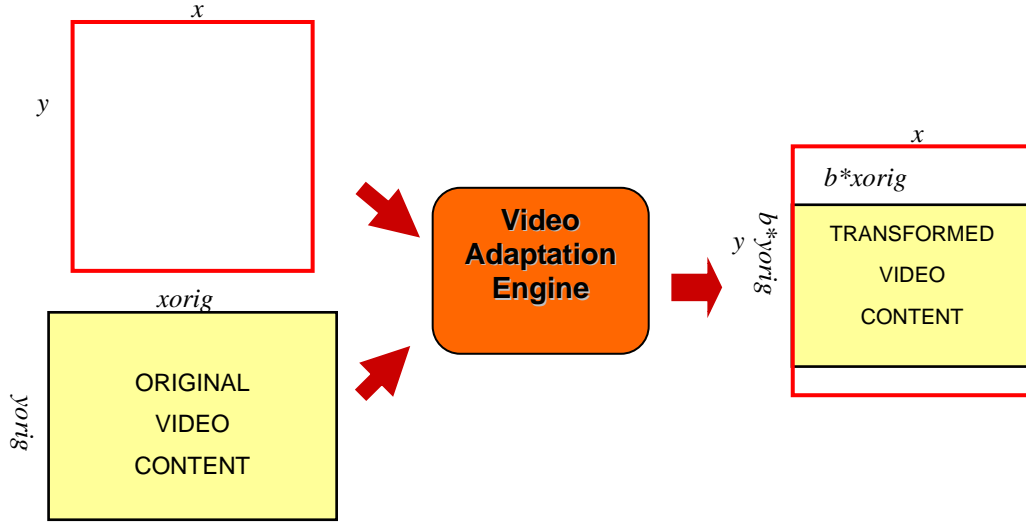 x
y
xorig
yorig
ORIGINAL
VIDEO
CONTENT
Video
Adaptation
Engine
x
b*xorig
y
b*yorig
TRANSFORMED
VIDEO
CONTENT